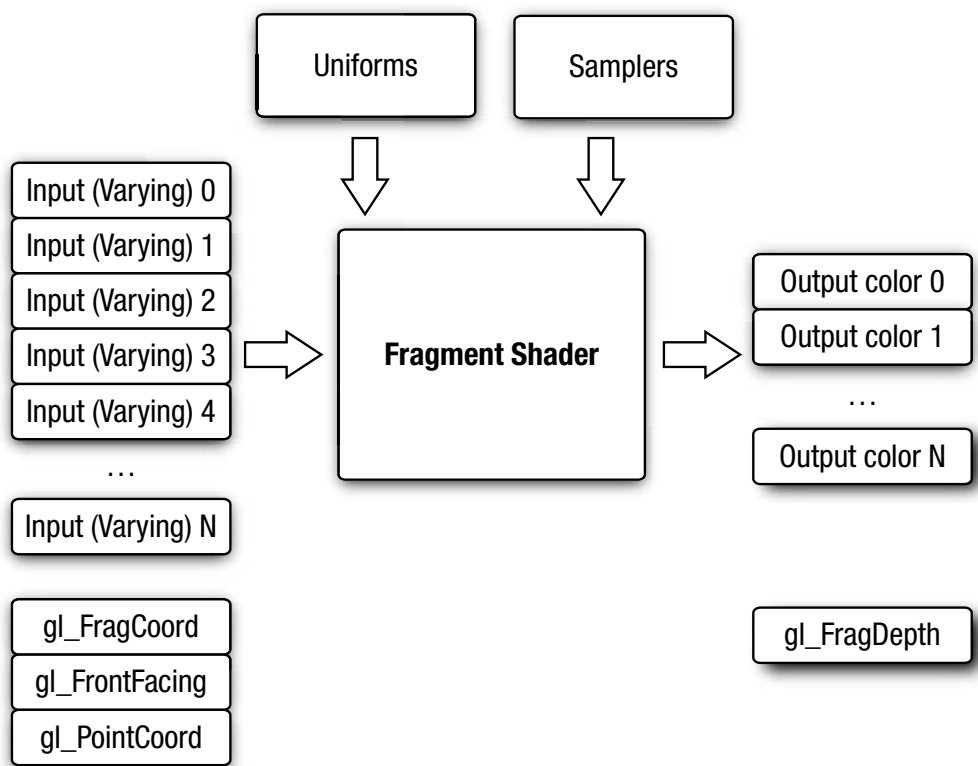 Uniforms
Samplers
Input (Varying) 0
Input (Varying) 1
Input (Varying) 2
Input (Varying) 3
Input (Varying) 4
...
Input (Varying) N
gl_FragCoord
gl_FrontFacing
gl_PointCoord
Fragment Shader
Output color 0
Output color 1
...
Output color N
gl_FragDepth